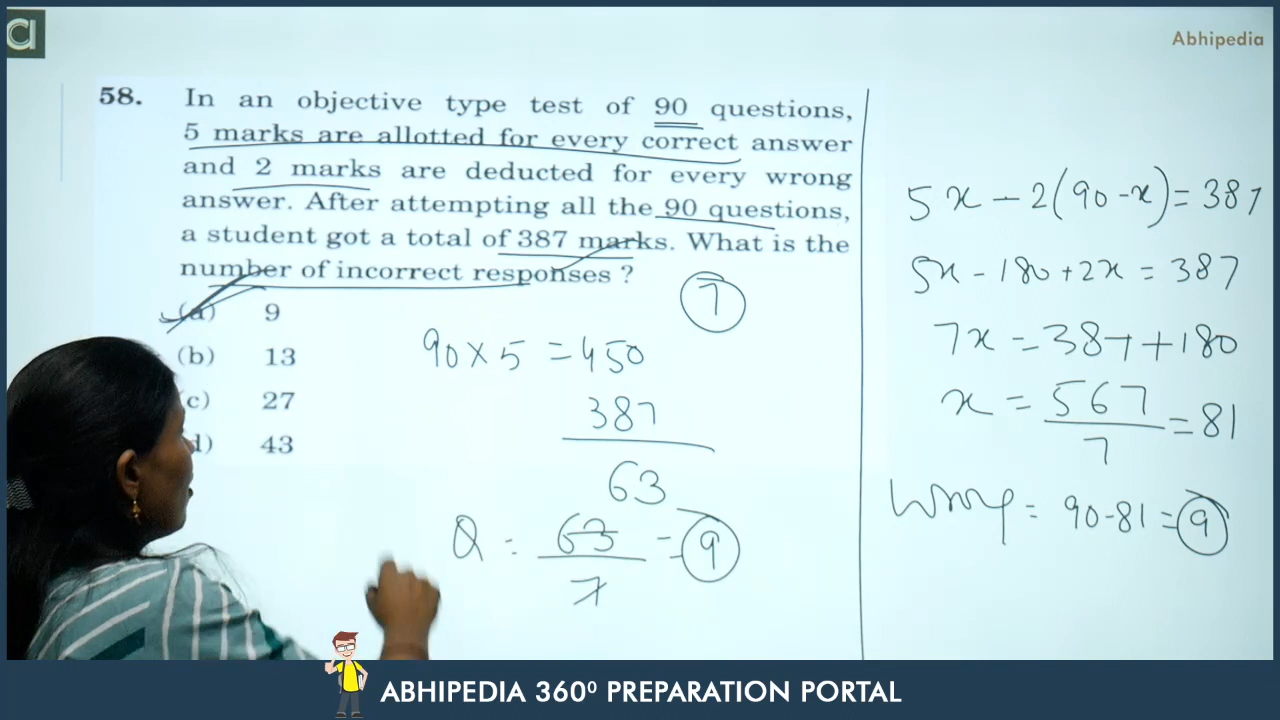 a
Abhipedia
58. In an objective type test of 90 questions,
5 marks are allotted for every correct answer
and 2 marks are deducted for every wrong
answer. After attempting all the 90 questions,
a student got a total of 387 marks. What is the
number of incorrect responses ?
(a) 9
(b) 13
(c) 27
d) 43
7
90 × 5 = 450
387
63
Q = 63/7 = 9
5x - 2(90 - x) = 387
5x - 180 + 2x = 387
7x = 387 + 180
x = 567/7 = 81
Wrong = 90 - 81 = 9
ABHIPEDIA 360⁰ PREPARATION PORTAL